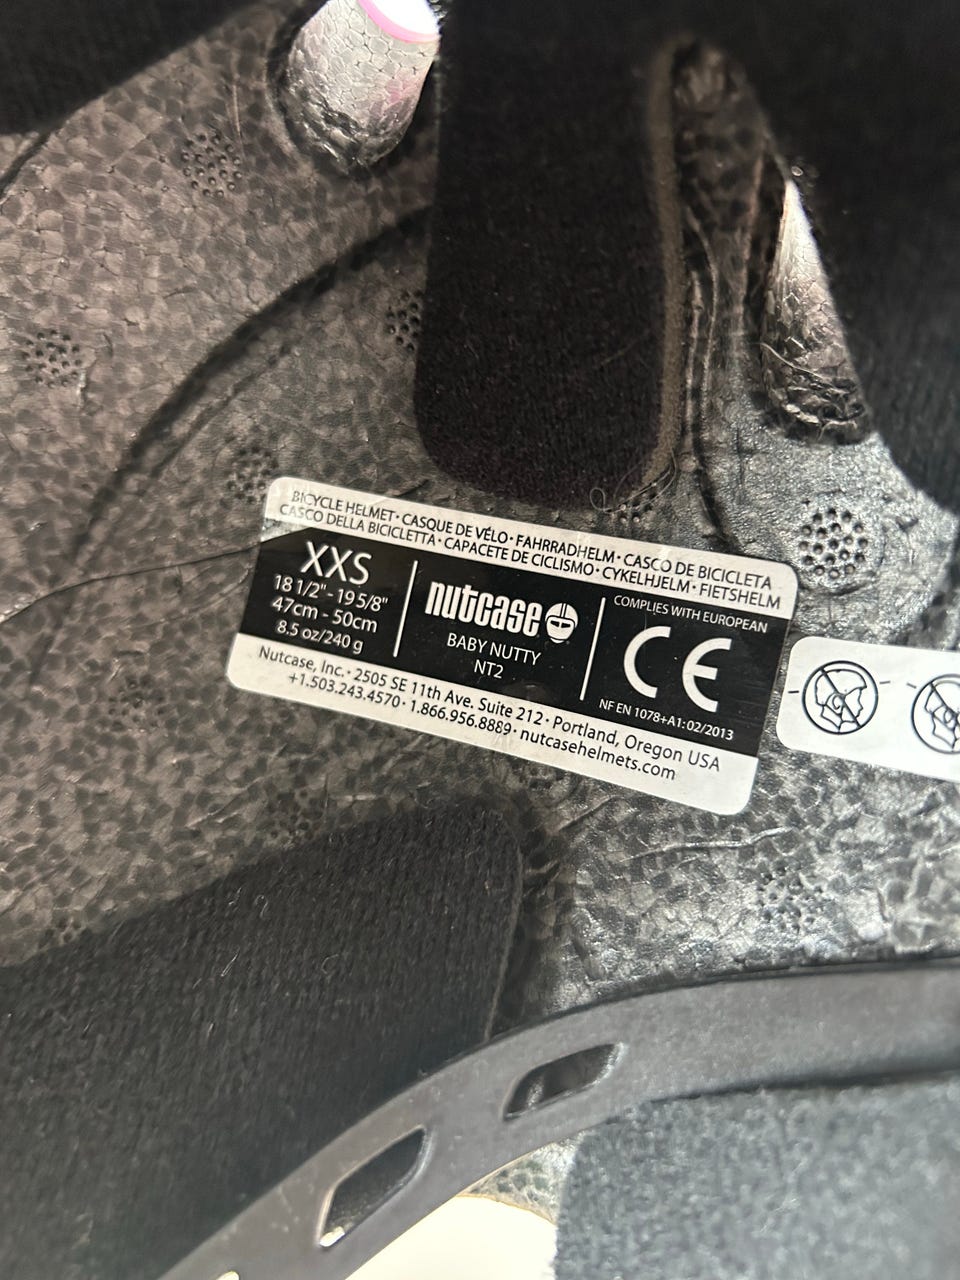 BICYCLE HELMET • CASQUE DE VÉLO • FAHRRADHELM • CASCO DE BICICLETA
CASCO DELLA BICICLETTA • CAPACETE DE CICLISMO • CYKELHJELM • FIETSHELM
XXS
18 1/2" - 19 5/8"
47cm - 50cm
8.5 oz/240 g
nutcase
BABY NUTTY
NT2
COMPLIES WITH EUROPEAN
CE
NF EN 1078+A1: 02/2013
Nutcase, Inc. • 2505 SE 11th Ave. Suite 212 • Portland, Oregon USA
+1.503.243.4570 • 1.866.956.8889 • nutcasehelmets.com